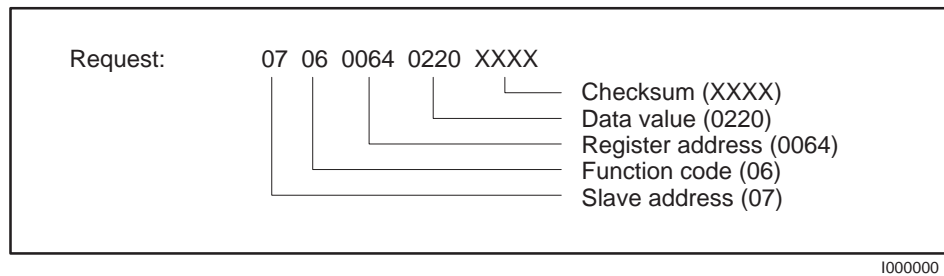 Request: 07 06 0064 0220 XXXX
Checksum (XXXX)
Data value (0220)
Register address (0064)
Function code (06)
Slave address (07)
I000000